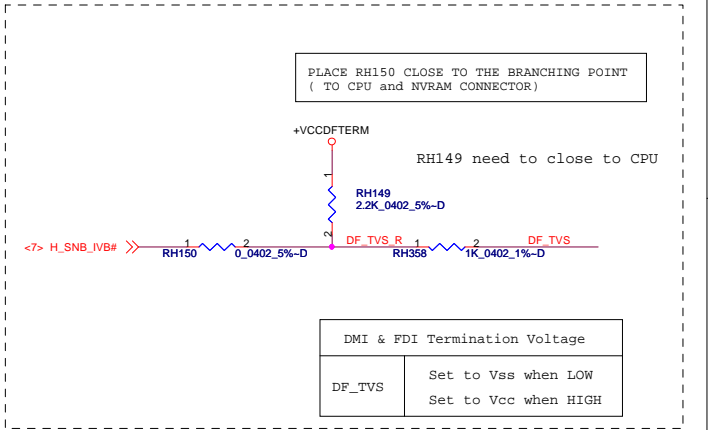 PLACE RH150 CLOSE TO THE BRANCHING POINT
( TO CPU and NVRAM CONNECTOR)
+VCCDFTERM
RH149 need to close to CPU
1
RH149
2.2K_0402_5%~D
2
<7> H_SNB_IVB#
1 2
RH150 0_0402_5%~D
DF_TVS_R
1 2
RH358 1K_0402_1%~D
DF_TVS
DMI & FDI Termination Voltage
DF_TVS
Set to Vss when LOW
Set to Vcc when HIGH